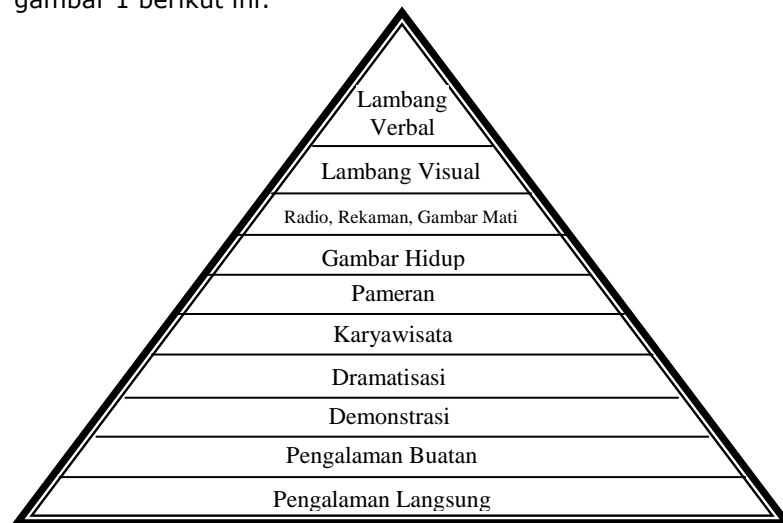 gambar 1 berikut ini.
Lambang
Verbal
Lambang Visual
Radio, Rekaman, Gambar Mati
Gambar Hidup
Pameran
Karyawisata
Dramatisasi
Demonstrasi
Pengalaman Buatan
Pengalaman Langsung